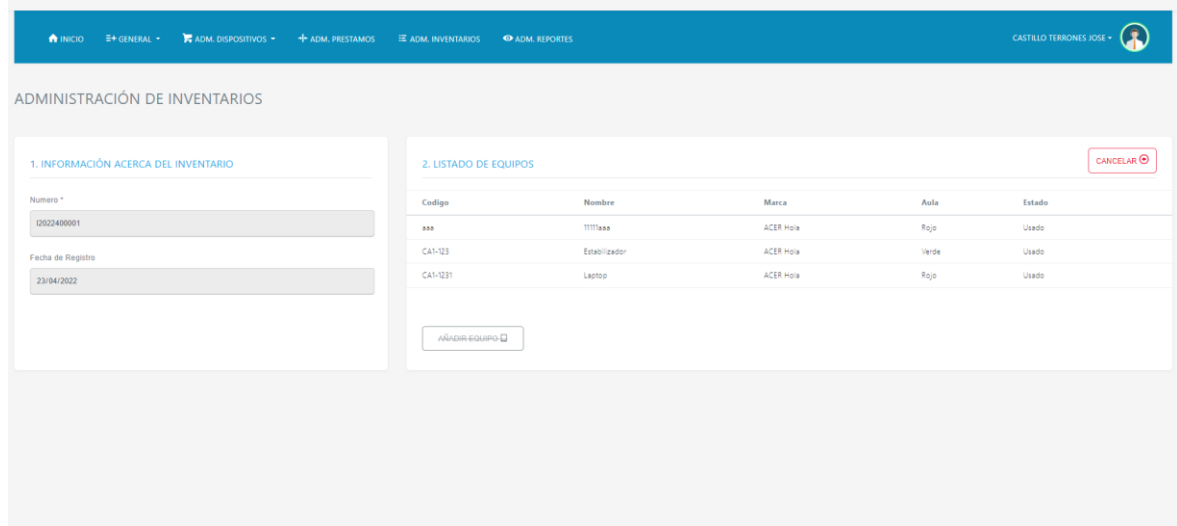 INICIO GENERAL ADM. DISPOSITIVOS ADM. PRESTAMOS ADM. INVENTARIOS ADM. REPORTES CASTILLO TERRONES JOSE
ADMINISTRACIÓN DE INVENTARIOS
1. INFORMACIÓN ACERCA DEL INVENTARIO
Numero *
I2022400001
Fecha de Registro
23/04/2022
2. LISTADO DE EQUIPOS
CANCELAR
Codigo Nombre Marca Aula Estado
aaa 11111aaa ACER Hola Rojo Usado
CA1-123 Estabilizador ACER Hola Verde Usado
CA1-1231 Laptop ACER Hola Rojo Usado
AÑADIR EQUIPO